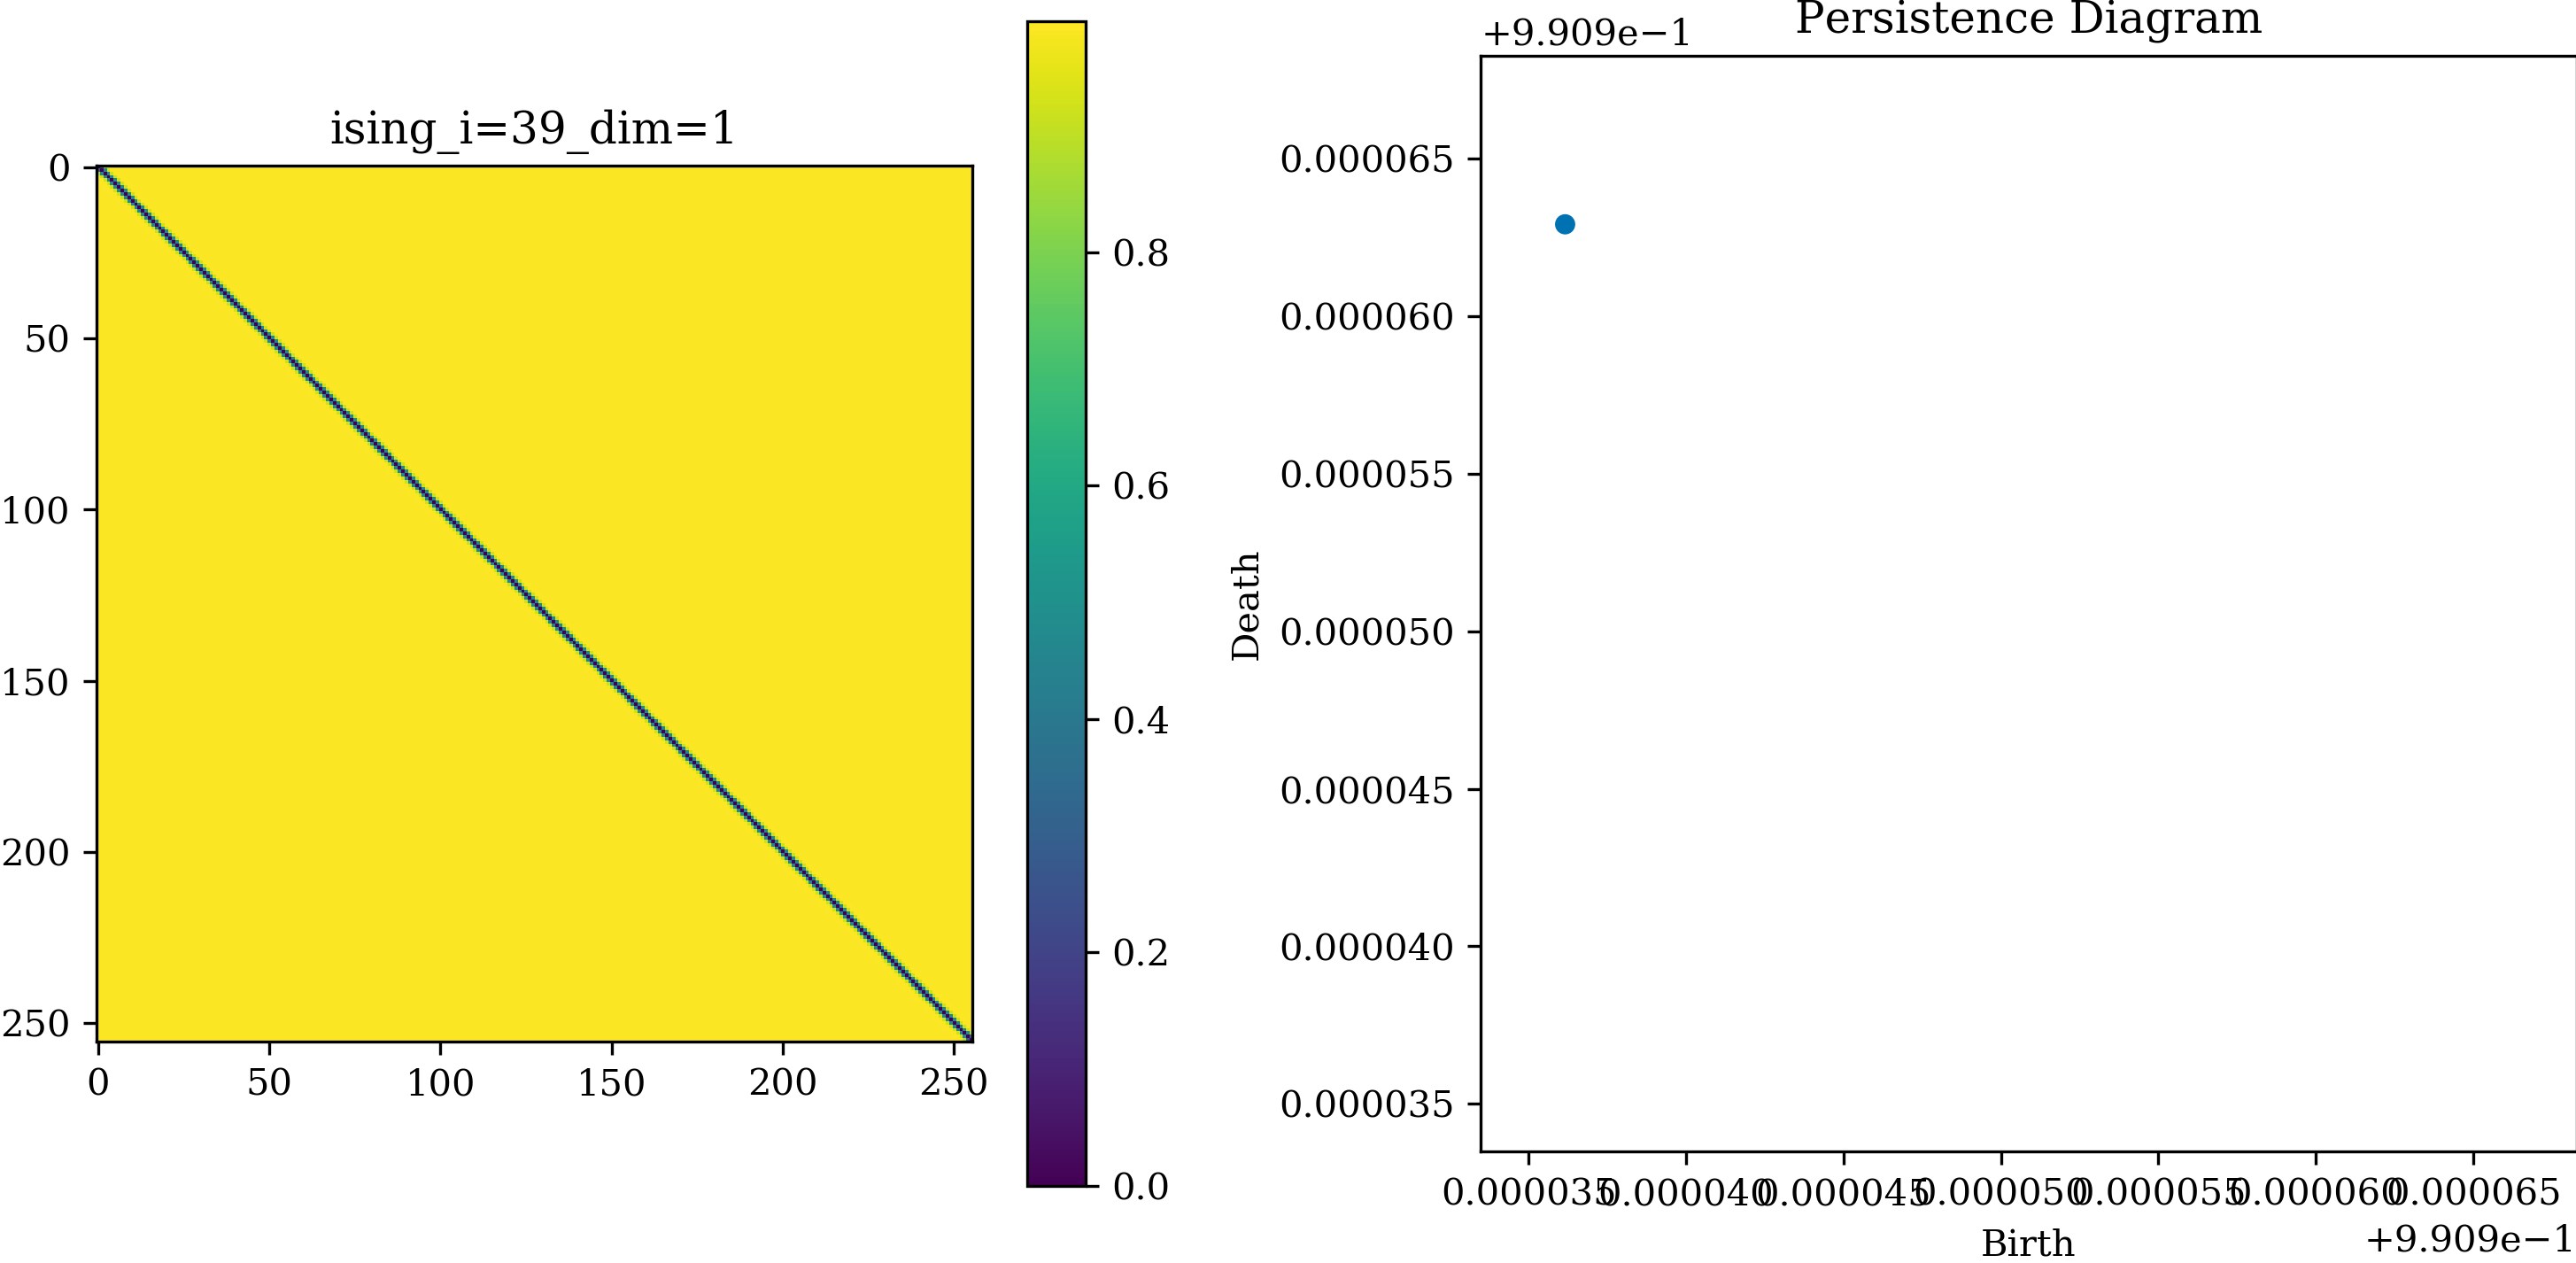 ising_i=39_dim=1
0
50
100
150
200
250
0 50 100 150 200 250
0.8
0.6
0.4
0.2
0.0
Persistence Diagram
+9.909e−1
0.000065
0.000060
0.000055
0.000050
0.000045
0.000040
0.000035
Death
0.000035 0.000040 0.000045 0.000050 0.000055 0.000060 0.000065
Birth
+9.909e−1